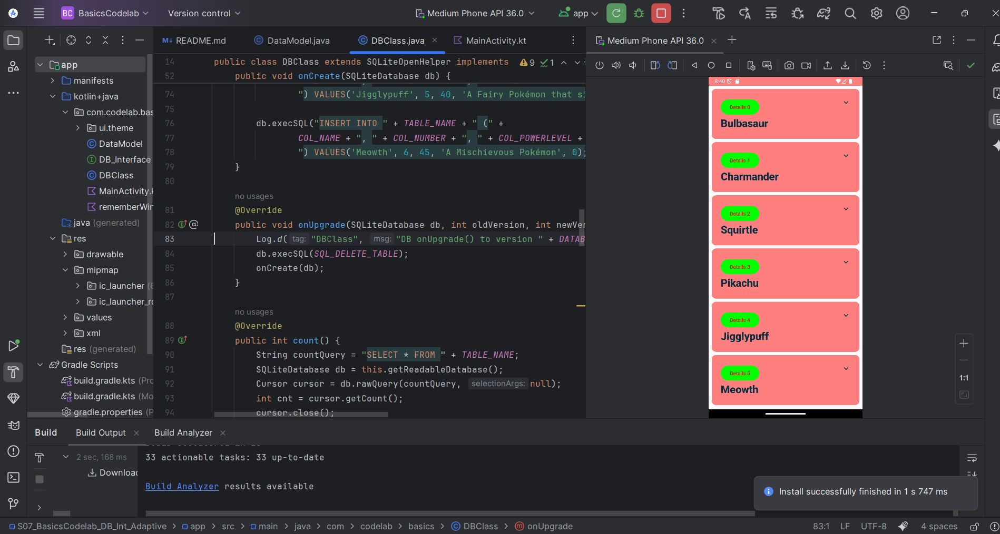 BC BasicsCodelab
Version control
Medium Phone API 36.0
app
README.md
DataModel.java
DBClass.java
MainActivity.kt
Medium Phone API 36.0
app
manifests
kotlin+java
com.codelab.bas
ui.theme
DataModel
DB_Interface
DBClass
MainActivity.k
rememberWin
java (generated)
res
drawable
mipmap
ic_launcher (6
ic_launcher_ro
values
xml
res (generated)
Gradle Scripts
build.gradle.kts (Pro
build.gradle.kts (Mo
gradle.properties (P
14 public class DBClass extends SQLiteOpenHelper implements
9 1
52 public void onCreate(SQLiteDatabase db) {
74 ") VALUES('Jigglypuff', 5, 40, 'A Fairy Pokémon that si
75
76 db.execSQL("INSERT INTO " + TABLE_NAME + " (" +
77 COL_NAME + ", " + COL_NUMBER + ", " + COL_POWERLEVEL +
78 ") VALUES('Meowth', 6, 45, 'A Mischievous Pokémon', 0);
79 }
80
no usages
81 @Override
82 public void onUpgrade(SQLiteDatabase db, int oldVersion, int newVer
83 Log.d( tag: "DBClass", msg: "DB onUpgrade() to version " + DATAB
84 db.execSQL(SQL_DELETE_TABLE);
85 onCreate(db);
86 }
87
no usages
88 @Override
89 public int count() {
90 String countQuery = "SELECT * FROM " + TABLE_NAME;
91 SQLiteDatabase db = this.getReadableDatabase();
92 Cursor cursor = db.rawQuery(countQuery, selectionArgs: null);
93 int cnt = cursor.getCount();
94 cursor.close();
8:40
Details 0
Bulbasaur
Details 1
Charmander
Details 2
Squirtle
Details 3
Pikachu
Details 4
Jigglypuff
Details 5
Meowth
1:1
Build
Build Output
Build Analyzer
2 sec, 168 ms
Download
33 actionable tasks: 33 up-to-date
Build Analyzer results available
Install successfully finished in 1 s 747 ms
S07_BasicsCodelab_DB_Int_Adaptive > app > src > main > java > com > codelab > basics > DBClass > onUpgrade
83:1 LF UTF-8 4 spaces